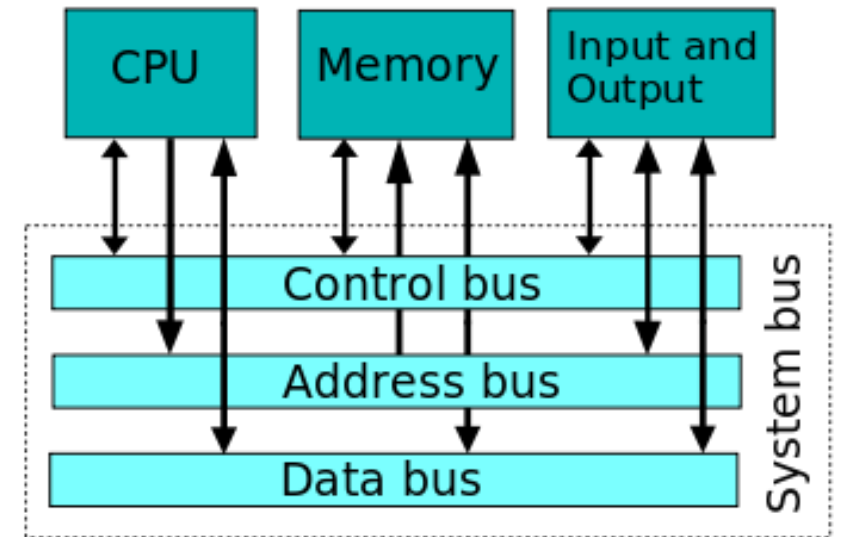 CPU
Memory
Input and
Output
Control bus
Address bus
Data bus
System bus